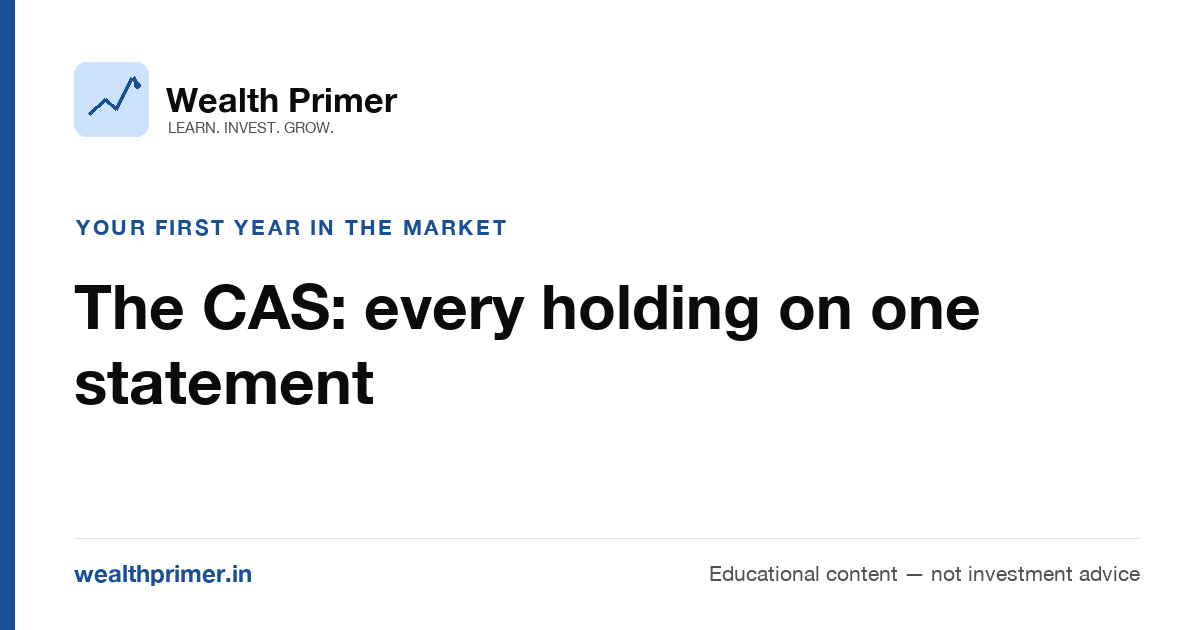 Wealth Primer
LEARN. INVEST. GROW.
YOUR FIRST YEAR IN THE MARKET
The CAS: every holding on one
statement
wealthprimer.in
Educational content — not investment advice